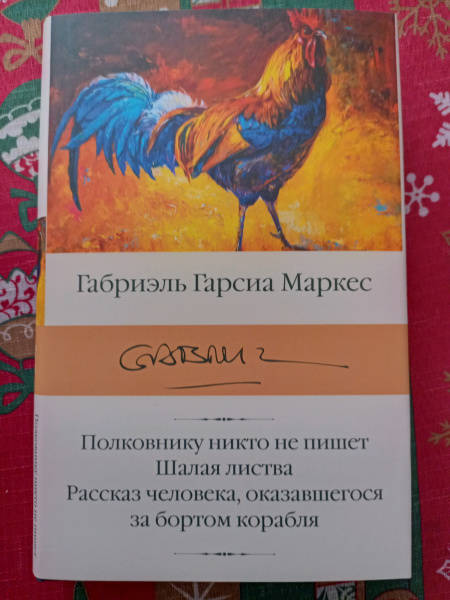 Габриэль Гарсиа Маркес
Полковнику никто не пишет
Шалая листва
Рассказ человека, оказавшегося
за бортом корабля